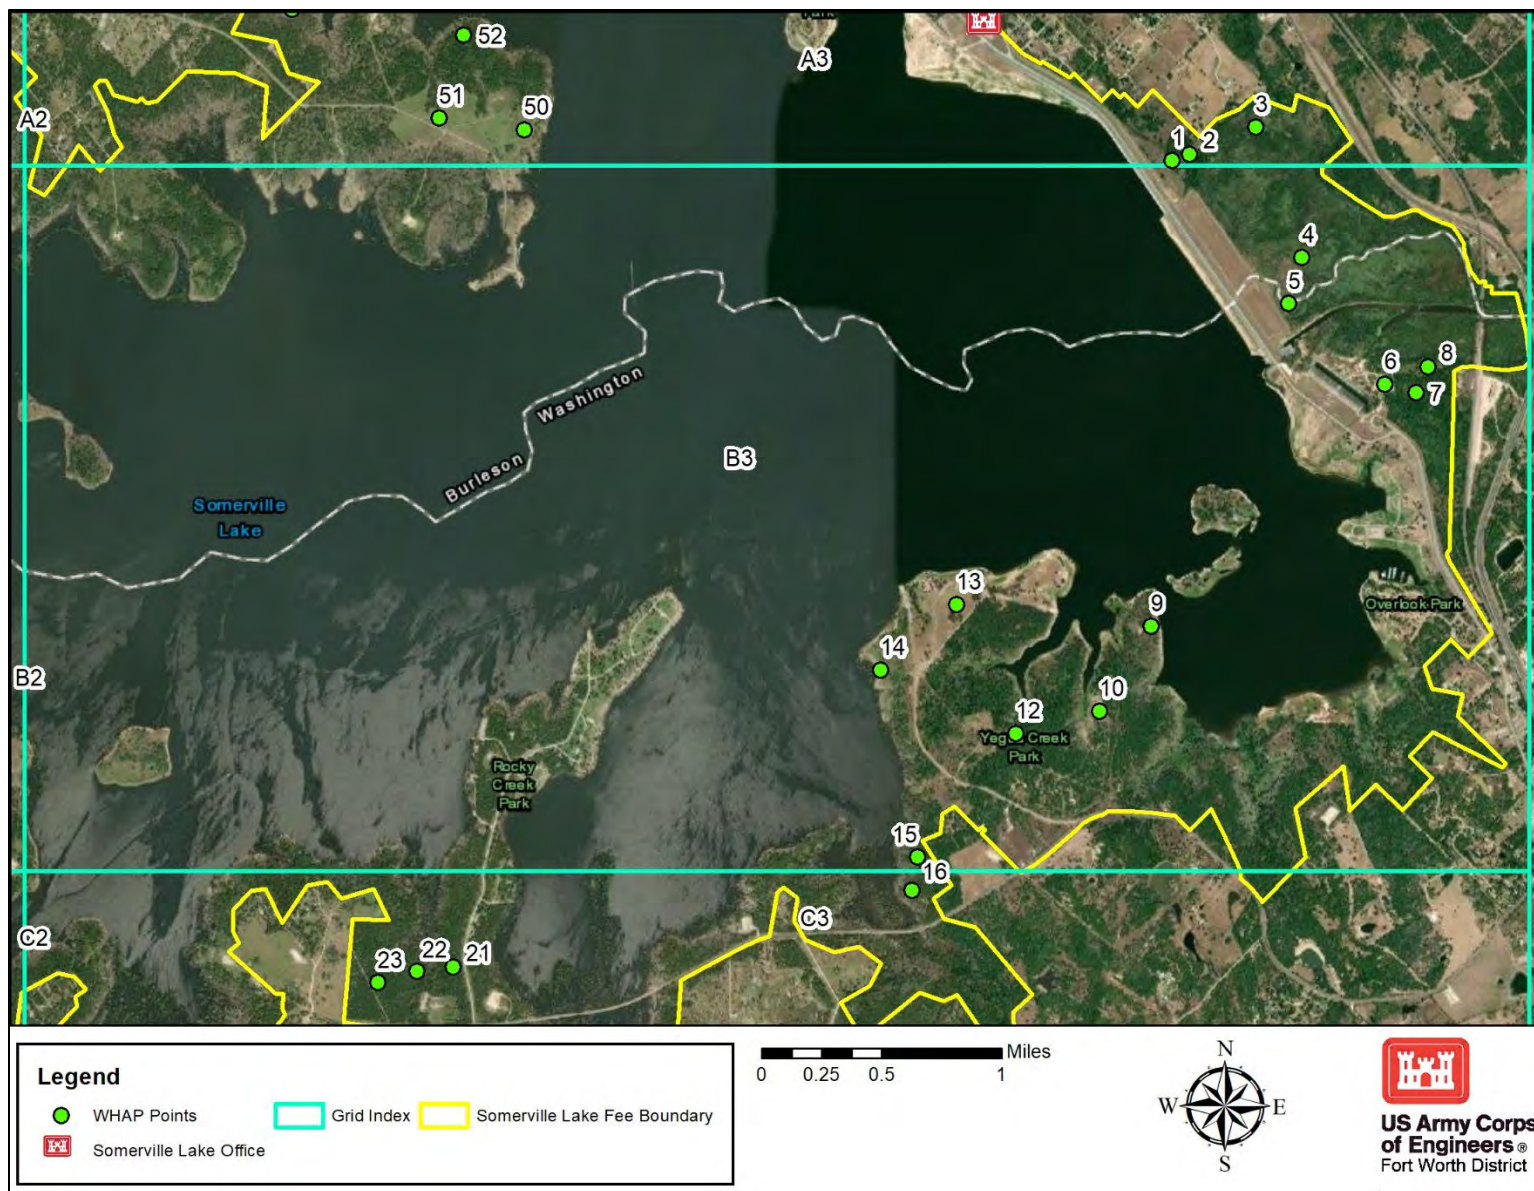 Park
52
A3
51
50
A2
3
1
2
4
5
8
6
7
Washington
B3
Burleson
Somerville
Lake
13
Overlook Park
9
14
B2
10
12
Yegua Creek
Park
Rocky
Creek
Park
15
16
C3
C2
22
21
23
Legend
WHAP Points
Grid Index
Somerville Lake Fee Boundary
Somerville Lake Office
Miles
0 0.25 0.5 1
N
W E
S
US Army Corps
of Engineers ®
Fort Worth District